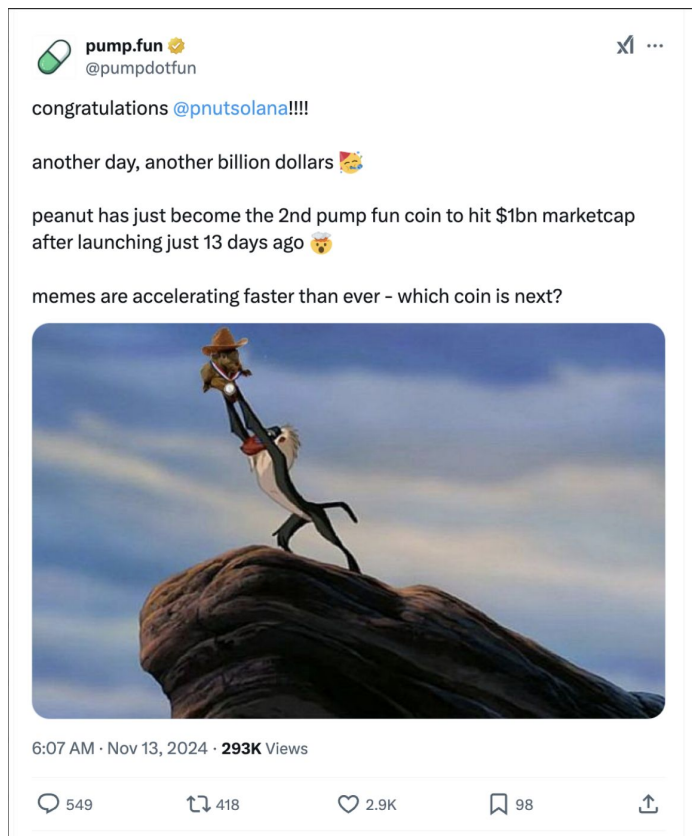 pump.fun
@pumpdotfun
congratulations @pnutsolana!!!!
another day, another billion dollars 🥳
peanut has just become the 2nd pump fun coin to hit $1bn marketcap
after launching just 13 days ago 🤯
memes are accelerating faster than ever - which coin is next?
6:07 AM · Nov 13, 2024 · 293K Views
549 418 2.9K 98